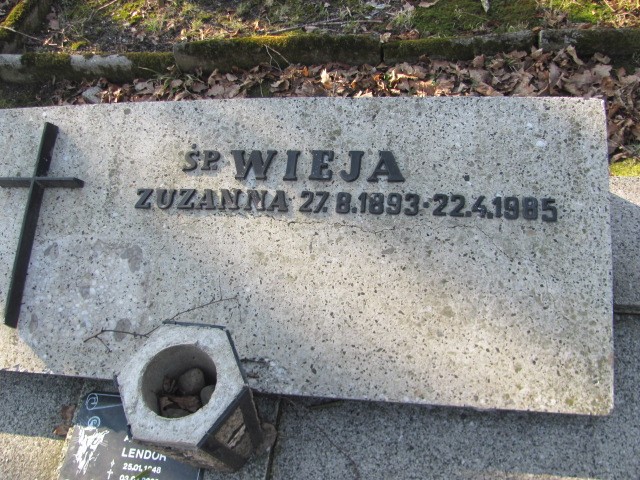 ŚP. WIEJA
ZUZANNA 27.8.1893-22.4.1985
LENDOR
25.01.1948